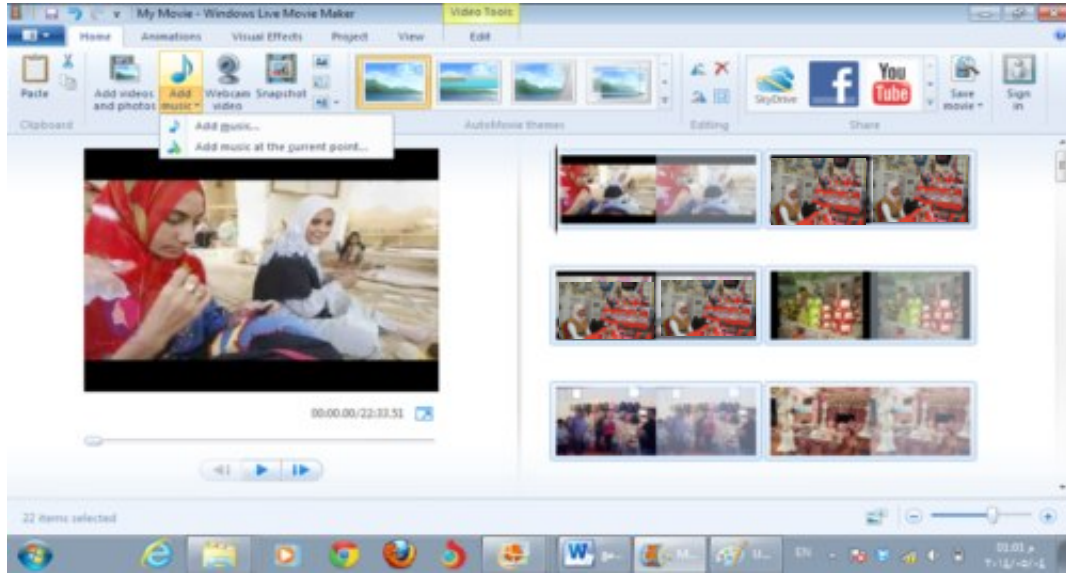 My Movie - Windows Live Movie Maker
Video Tools
Home Animations Visual Effects Project View Edit
Paste
Add videos and photos
Add music
Webcam video
Snapshot
SkyDrive
f
You Tube
Save movie
Sign in
Clipboard
AutoMovie themes
Editing
Share
Add music...
Add music at the current point...
00:00.00/22:33.51
22 items selected
W
EN
01:01 م